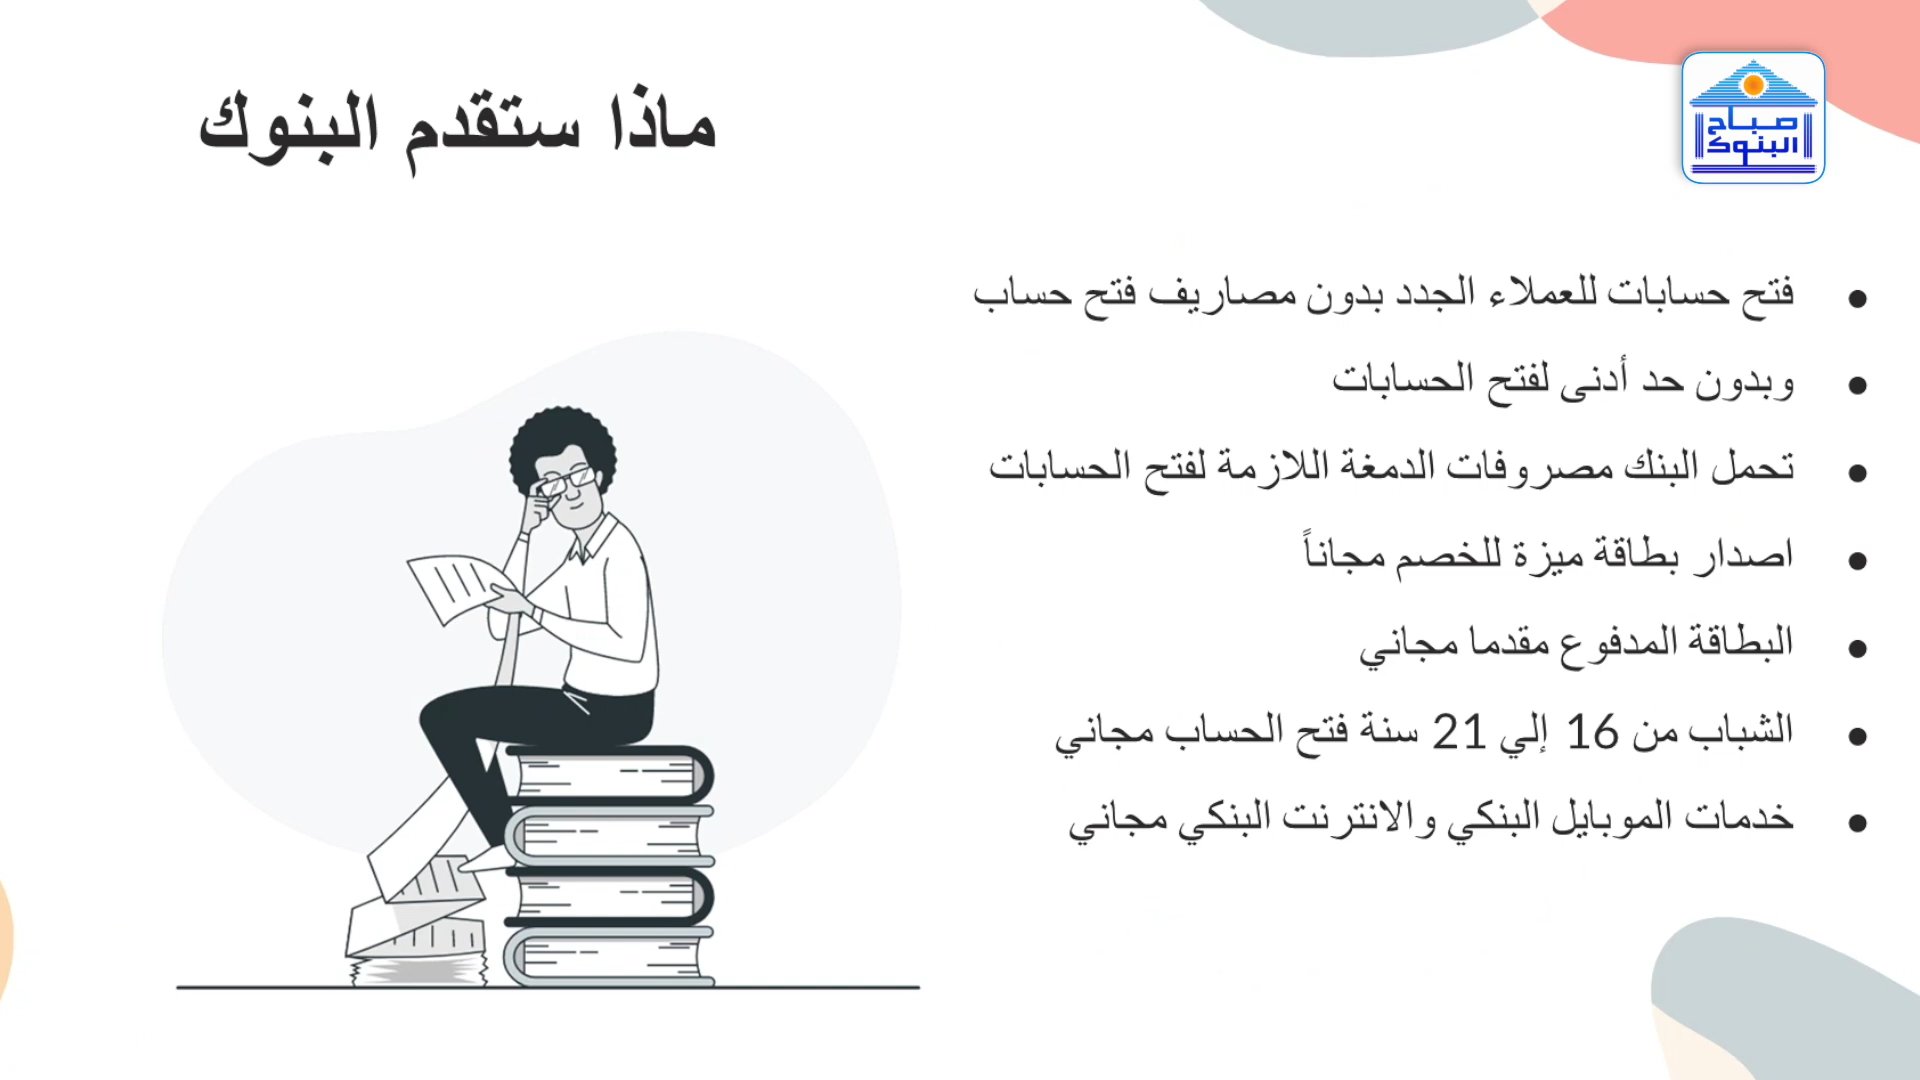 ماذا ستقدم البنوك
صباح
البنوك
فتح حسابات للعملاء الجدد بدون مصاريف فتح حساب
وبدون حد أدنى لفتح الحسابات
تحمل البنك مصروفات الدمغة اللازمة لفتح الحسابات
اصدار بطاقة ميزة للخصم مجاناً
البطاقة المدفوع مقدما مجاني
الشباب من 16 إلي 21 سنة فتح الحساب مجاني
خدمات الموبايل البنكي والانترنت البنكي مجاني